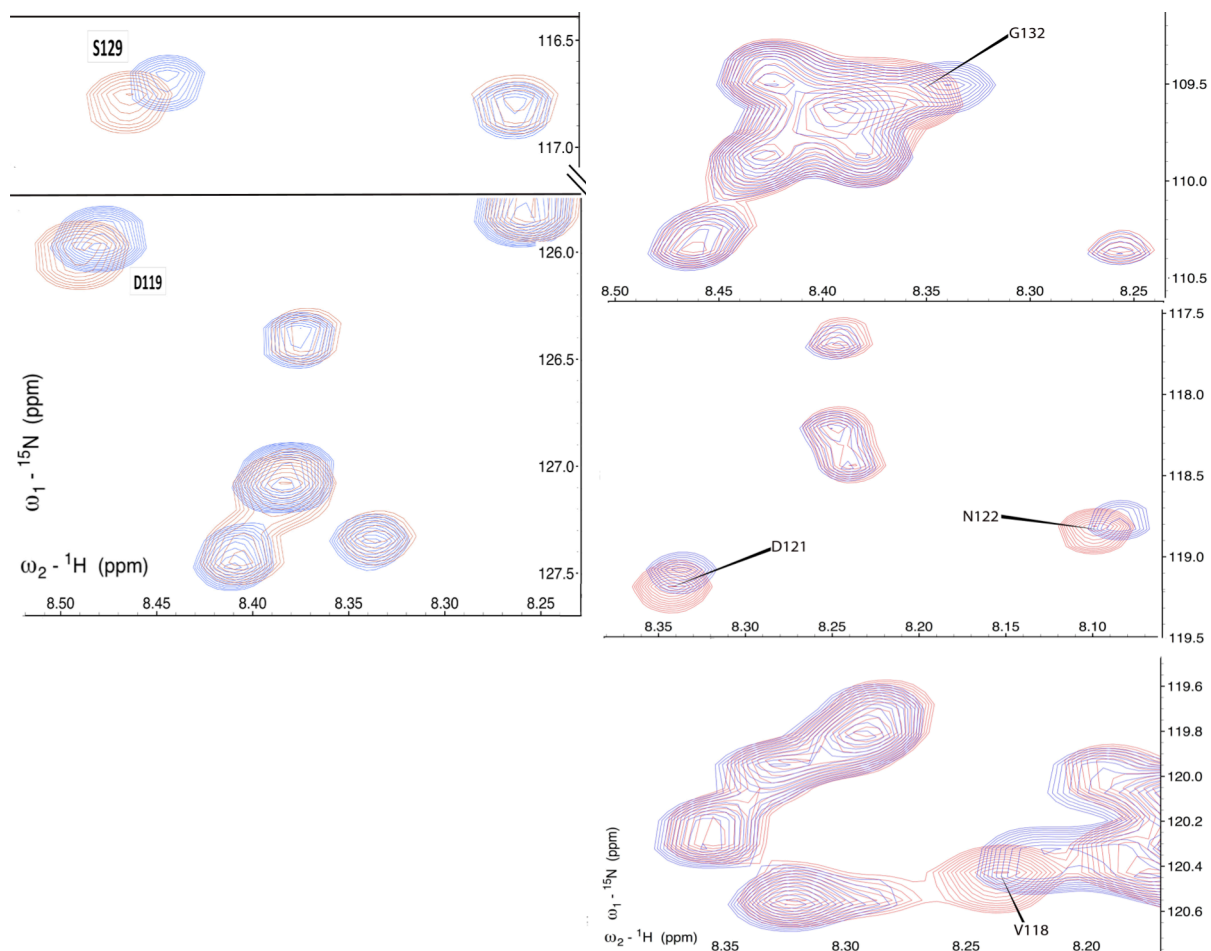 S129
116.5
117.0
D119
126.0
126.5
127.0
127.5
ω1 - 15N (ppm)
ω2 - 1H (ppm)
8.50 8.45 8.40 8.35 8.30 8.25
G132
109.5
110.0
110.5
8.50 8.45 8.40 8.35 8.30 8.25
117.5
118.0
118.5
N122
D121
119.0
119.5
8.35 8.30 8.25 8.20 8.15 8.10
119.6
119.8
120.0
120.2
120.4
120.6
ω1 - 15N (ppm)
V118
ω2 - 1H (ppm)
8.35 8.30 8.25 8.20